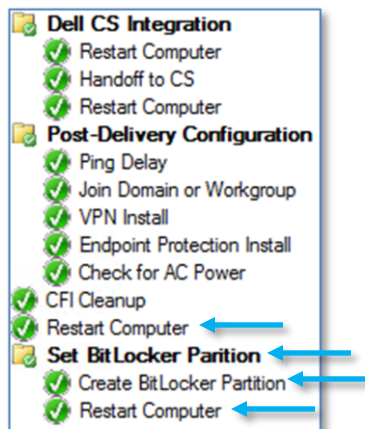 Dell CS Integration
Restart Computer
Handoff to CS
Restart Computer
Post-Delivery Configuration
Ping Delay
Join Domain or Workgroup
VPN Install
Endpoint Protection Install
Check for AC Power
CFI Cleanup
Restart Computer
Set BitLocker Parition
Create BitLocker Partition
Restart Computer